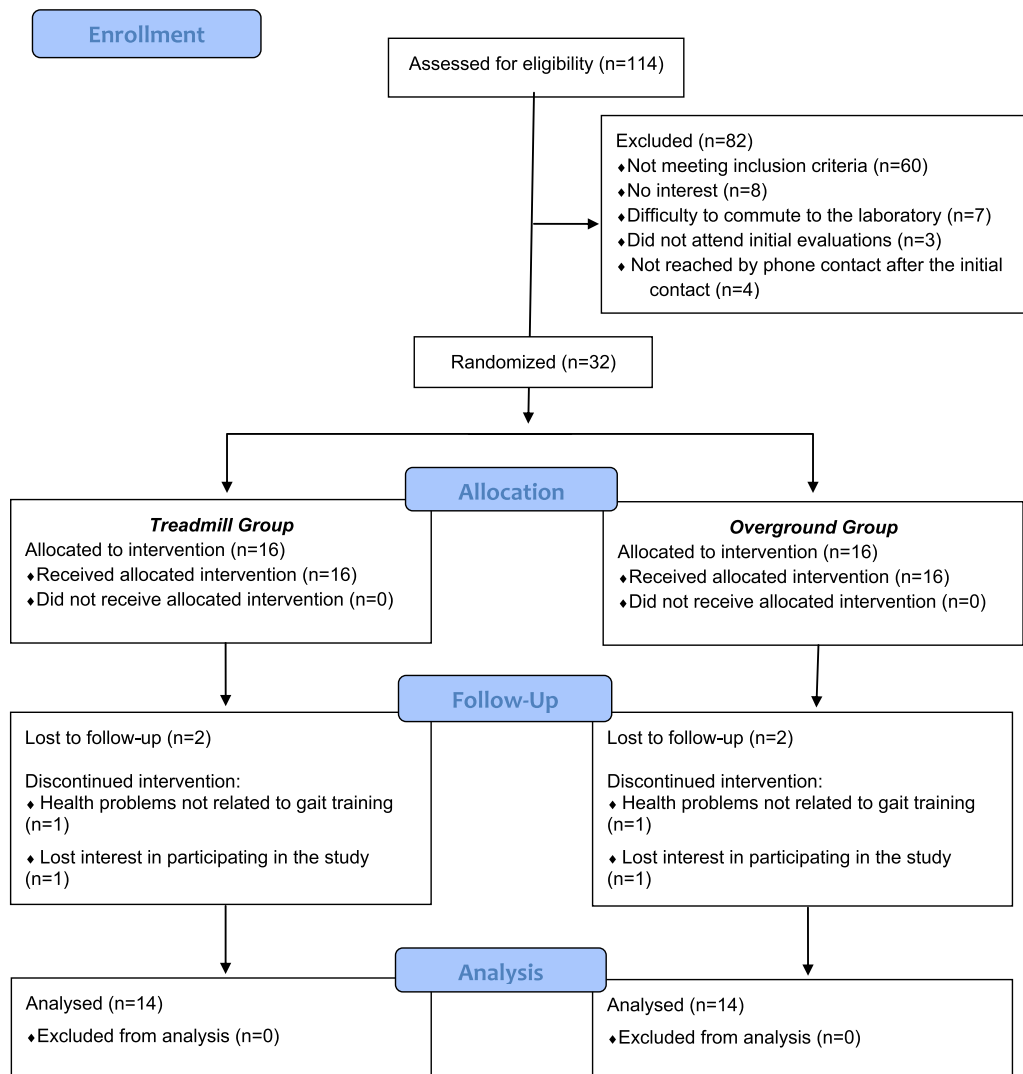 Enrollment
Assessed for eligibility (n=114)
Excluded (n=82)
♦Not meeting inclusion criteria (n=60)
♦No interest (n=8)
♦Difficulty to commute to the laboratory (n=7)
♦Did not attend initial evaluations (n=3)
♦ Not reached by phone contact after the initial
contact (n=4)
Randomized (n=32)
Allocation
Treadmill Group
Allocated to intervention (n=16)
♦Received allocated intervention (n=16)
♦Did not receive allocated intervention (n=0)
Overground Group
Allocated to intervention (n=16)
♦Received allocated intervention (n=16)
♦Did not receive allocated intervention (n=0)
Follow-Up
Lost to follow-up (n=2)
Discontinued intervention:
♦ Health problems not related to gait training
(n=1)
♦ Lost interest in participating in the study
(n=1)
Lost to follow-up (n=2)
Discontinued intervention:
♦ Health problems not related to gait training
(n=1)
♦ Lost interest in participating in the study
(n=1)
Analysis
Analysed (n=14)
♦Excluded from analysis (n=0)
Analysed (n=14)
♦Excluded from analysis (n=0)